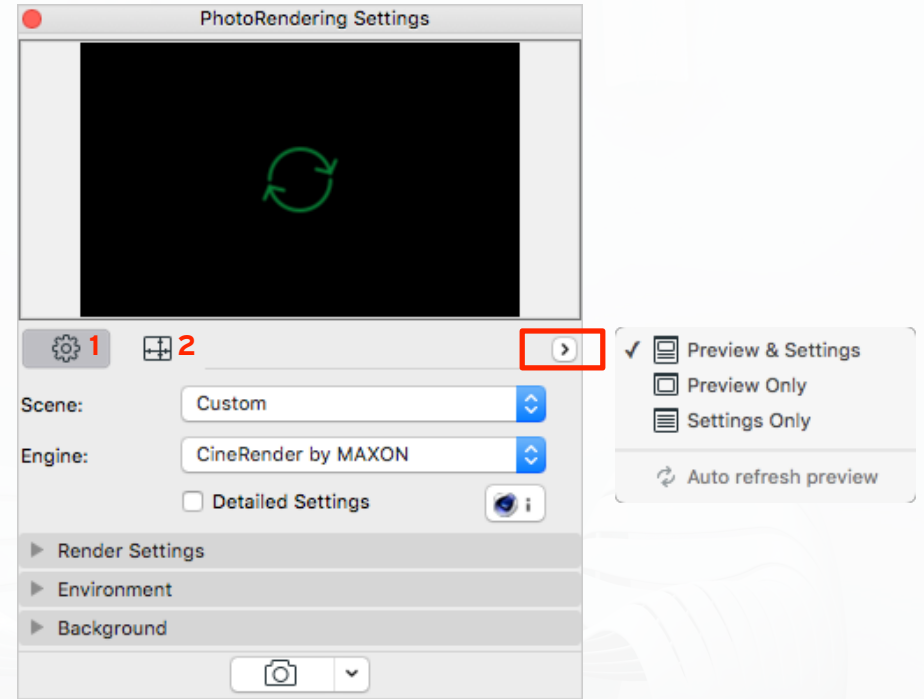 PhotoRendering Settings
1
2
Scene:
Custom
Engine:
CineRender by MAXON
Detailed Settings
i
Render Settings
Environment
Background
Preview & Settings
Preview Only
Settings Only
Auto refresh preview